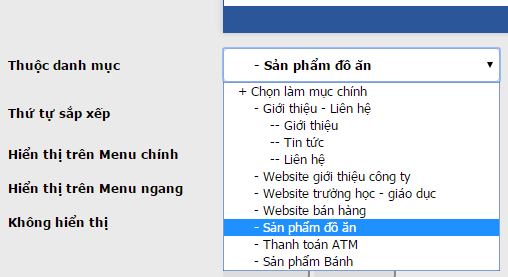 Thuộc danh mục
- Sản phẩm đồ ăn
+ Chọn làm mục chính
- Giới thiệu - Liên hệ
-- Giới thiệu
-- Tin tức
-- Liên hệ
- Website giới thiệu công ty
- Website trường học - giáo dục
- Website bán hàng
- Sản phẩm đồ ăn
- Thanh toán ATM
- Sản phẩm Bánh
Thứ tự sắp xếp
Hiển thị trên Menu chính
Hiển thị trên Menu ngang
Không hiển thị